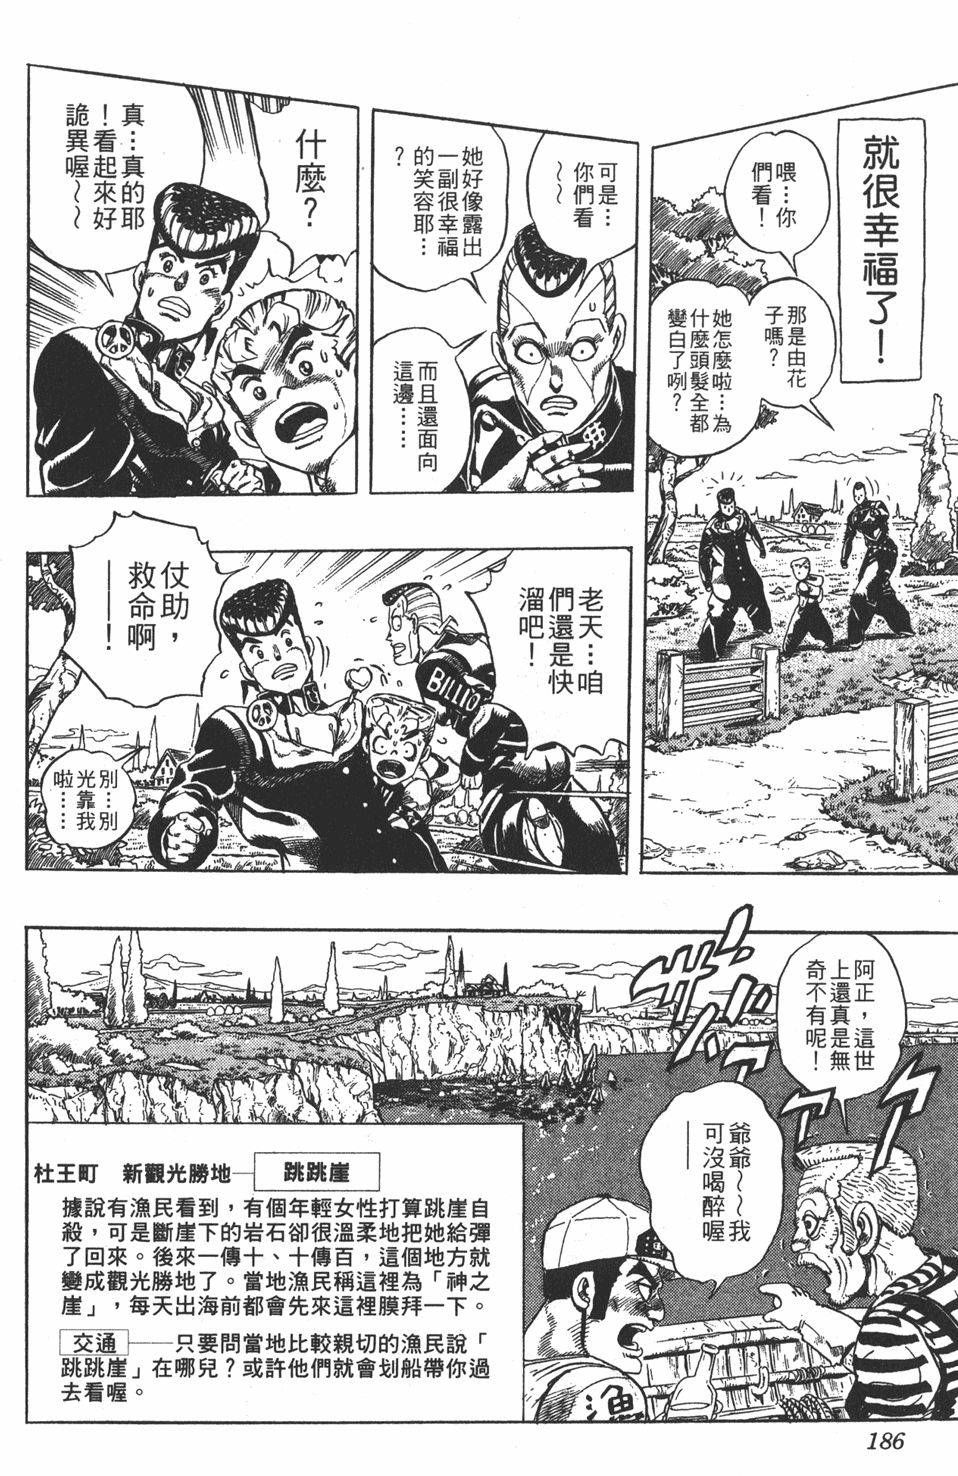 就很幸福了！
喂⋯你
們看！
那是由花
子嗎？
她怎麼啦⋯為
什麼頭髮全都
變白了咧？
可是⋯
你們看
～～
她好像露出
一副很幸福
的笑容耶⋯
？
而且還面向
這邊⋯⋯
什麼？
真⋯真的耶
！看起來好
詭異喔～～
老天⋯咱
們還是快
溜吧！
BILLIO
仗助，
救命啊
——！
別⋯別
光靠我
啦⋯⋯
阿正，這世
上還真是無
奇不有呢！
爺爺～～我
可沒喝醉喔
——
漁
漁
杜王町　新觀光勝地—跳跳崖
據說有漁民看到，有個年輕女性打算跳崖自
殺，可是斷崖下的岩石卻很溫柔地把她給彈
了回來。後來一傳十、十傳百，這個地方就
變成觀光勝地了。當地漁民稱這裡為「神之
崖」，每天出海前都會先來這裡膜拜一下。
交通——只要問當地比較親切的漁民說「
跳跳崖」在哪兒？或許他們就會划船帶你過
去看喔。
186